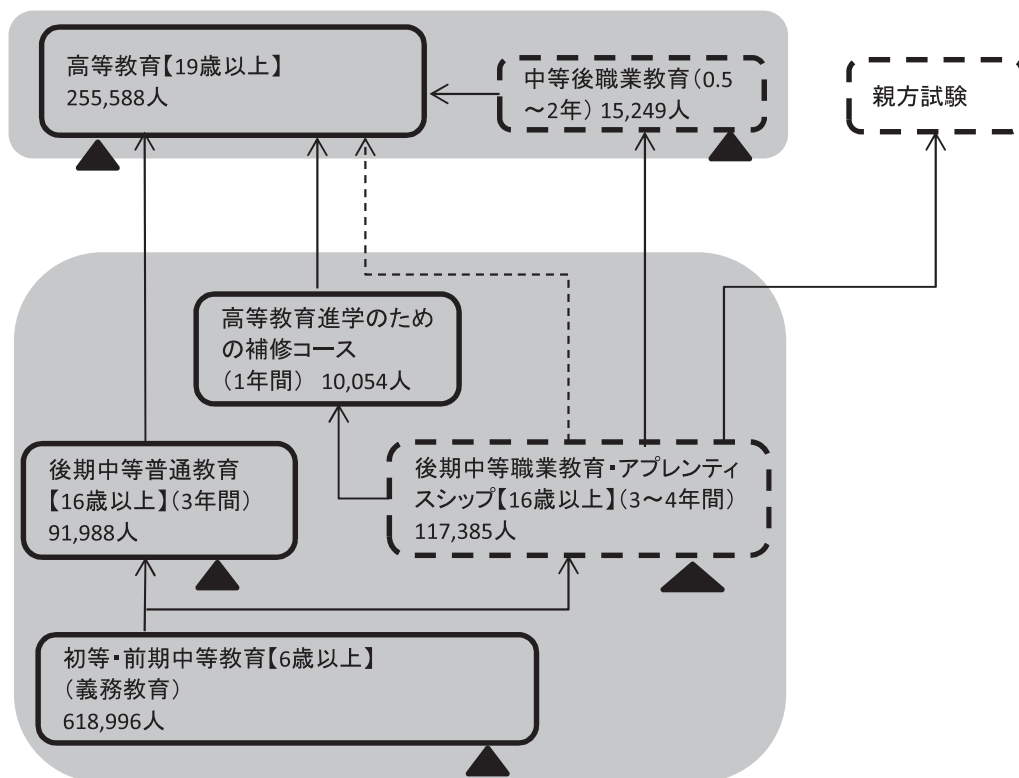 高等教育【19歳以上】
255,588人
中等後職業教育(0.5
～2年) 15,249人
親方試験
高等教育進学のため
の補修コース
(1年間) 10,054人
後期中等普通教育
【16歳以上】(3年間)
91,988人
後期中等職業教育・アプレンティ
スシップ【16歳以上】(3～4年間)
117,385人
初等・前期中等教育【6歳以上】
(義務教育)
618,996人